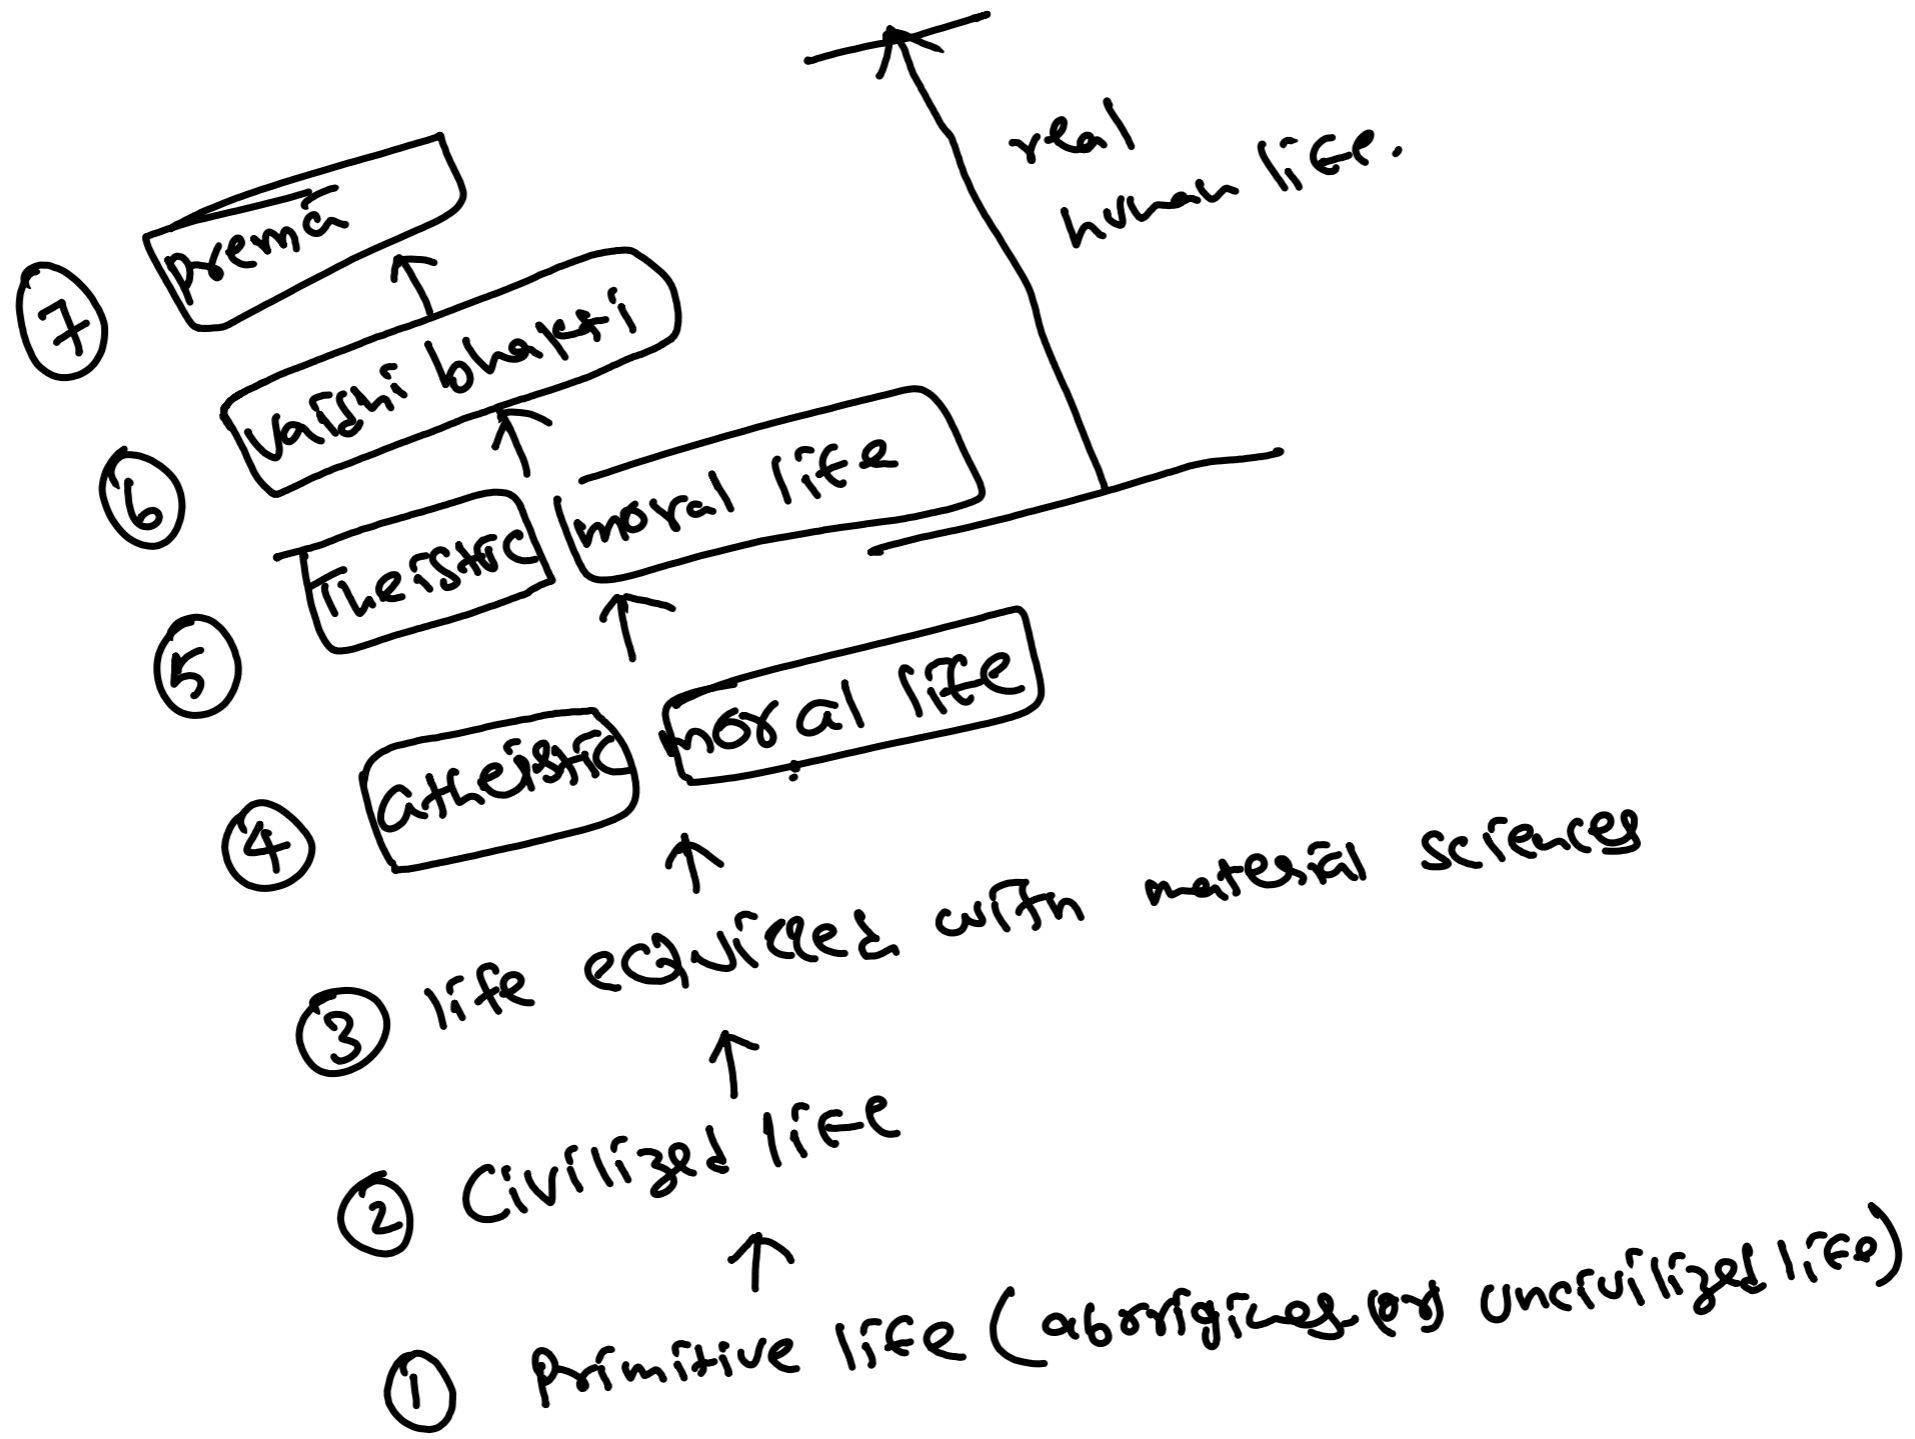 real
human life.
⑦ premā
⑥ vaidhi bhakti
⑤ Theistic moral life
④ atheistic moral life
③ life equipped with material sciences
② Civilized life
① Primitive life (aborigines (or) uncivilized life)